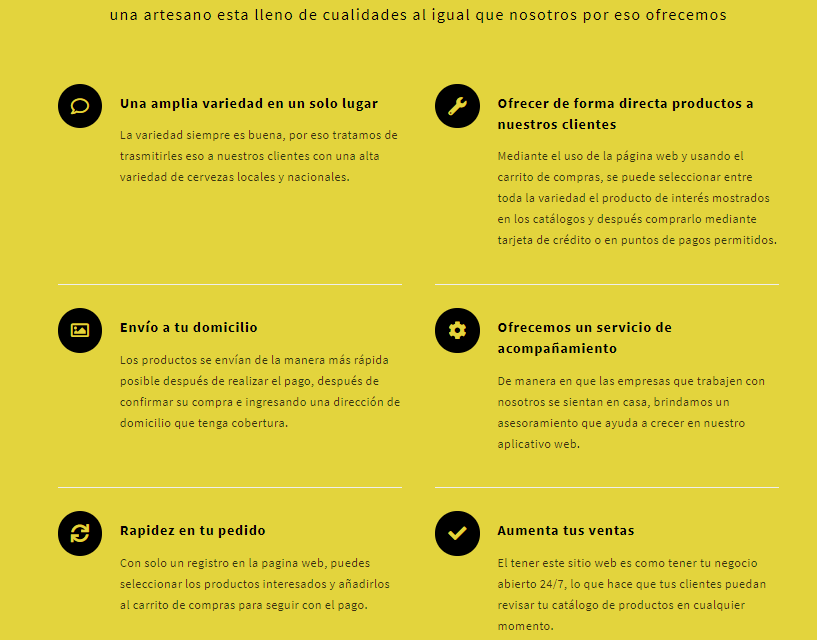 una artesano esta lleno de cualidades al igual que nosotros por eso ofrecemos
Una amplia variedad en un solo lugar
La variedad siempre es buena, por eso tratamos de
trasmitirles eso a nuestros clientes con una alta
variedad de cervezas locales y nacionales.
Ofrecer de forma directa productos a
nuestros clientes
Mediante el uso de la página web y usando el
carrito de compras, se puede seleccionar entre
toda la variedad el producto de interés mostrados
en los catálogos y después comprarlo mediante
tarjeta de crédito o en puntos de pagos permitidos.
Envío a tu domicilio
Los productos se envían de la manera más rápida
posible después de realizar el pago, después de
confirmar su compra e ingresando una dirección de
domicilio que tenga cobertura.
Ofrecemos un servicio de
acompañamiento
De manera en que las empresas que trabajen con
nosotros se sientan en casa, brindamos un
asesoramiento que ayuda a crecer en nuestro
aplicativo web.
Rapidez en tu pedido
Con solo un registro en la pagina web, puedes
seleccionar los productos interesados y añadirlos
al carrito de compras para seguir con el pago.
Aumenta tus ventas
El tener este sitio web es como tener tu negocio
abierto 24/7, lo que hace que tus clientes puedan
revisar tu catálogo de productos en cualquier
momento.